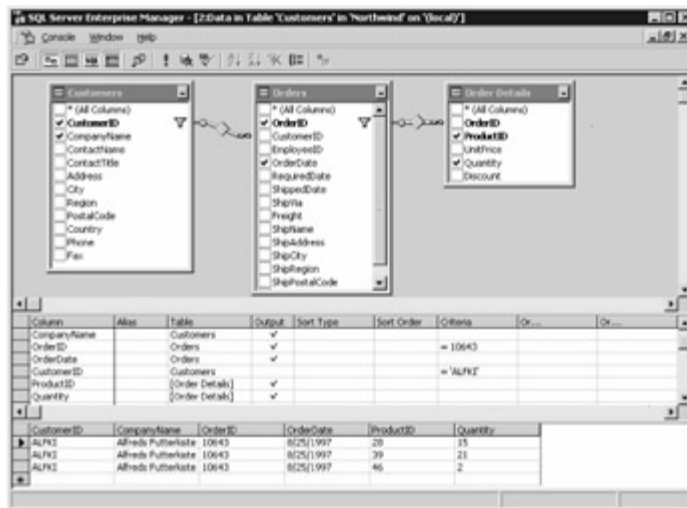 SQL Server Enterprise Manager - [2:Data in Table 'Customers' in 'Northwind' on '(local)']
Console Window Help
Customers
* (All Columns)
CustomerID
CompanyName
ContactName
ContactTitle
Address
City
Region
PostalCode
Country
Phone
Fax
Orders
* (All Columns)
OrderID
CustomerID
EmployeeID
OrderDate
RequiredDate
ShippedDate
ShipVia
Freight
ShipName
ShipAddress
ShipCity
ShipRegion
ShipPostalCode
Order Details
* (All Columns)
OrderID
ProductID
UnitPrice
Quantity
Discount
Column Alias Table Output Sort Type Sort Order Criteria Or... Or...
CompanyName Customers
OrderID Orders = 10643
OrderDate Orders
CustomerID Customers = 'ALFKI'
ProductID [Order Details]
Quantity [Order Details]
CustomerID CompanyName OrderID OrderDate ProductID Quantity
ALFKI Alfreds Futterkiste 10643 8/25/1997 28 15
ALFKI Alfreds Futterkiste 10643 8/25/1997 39 21
ALFKI Alfreds Futterkiste 10643 8/25/1997 46 2